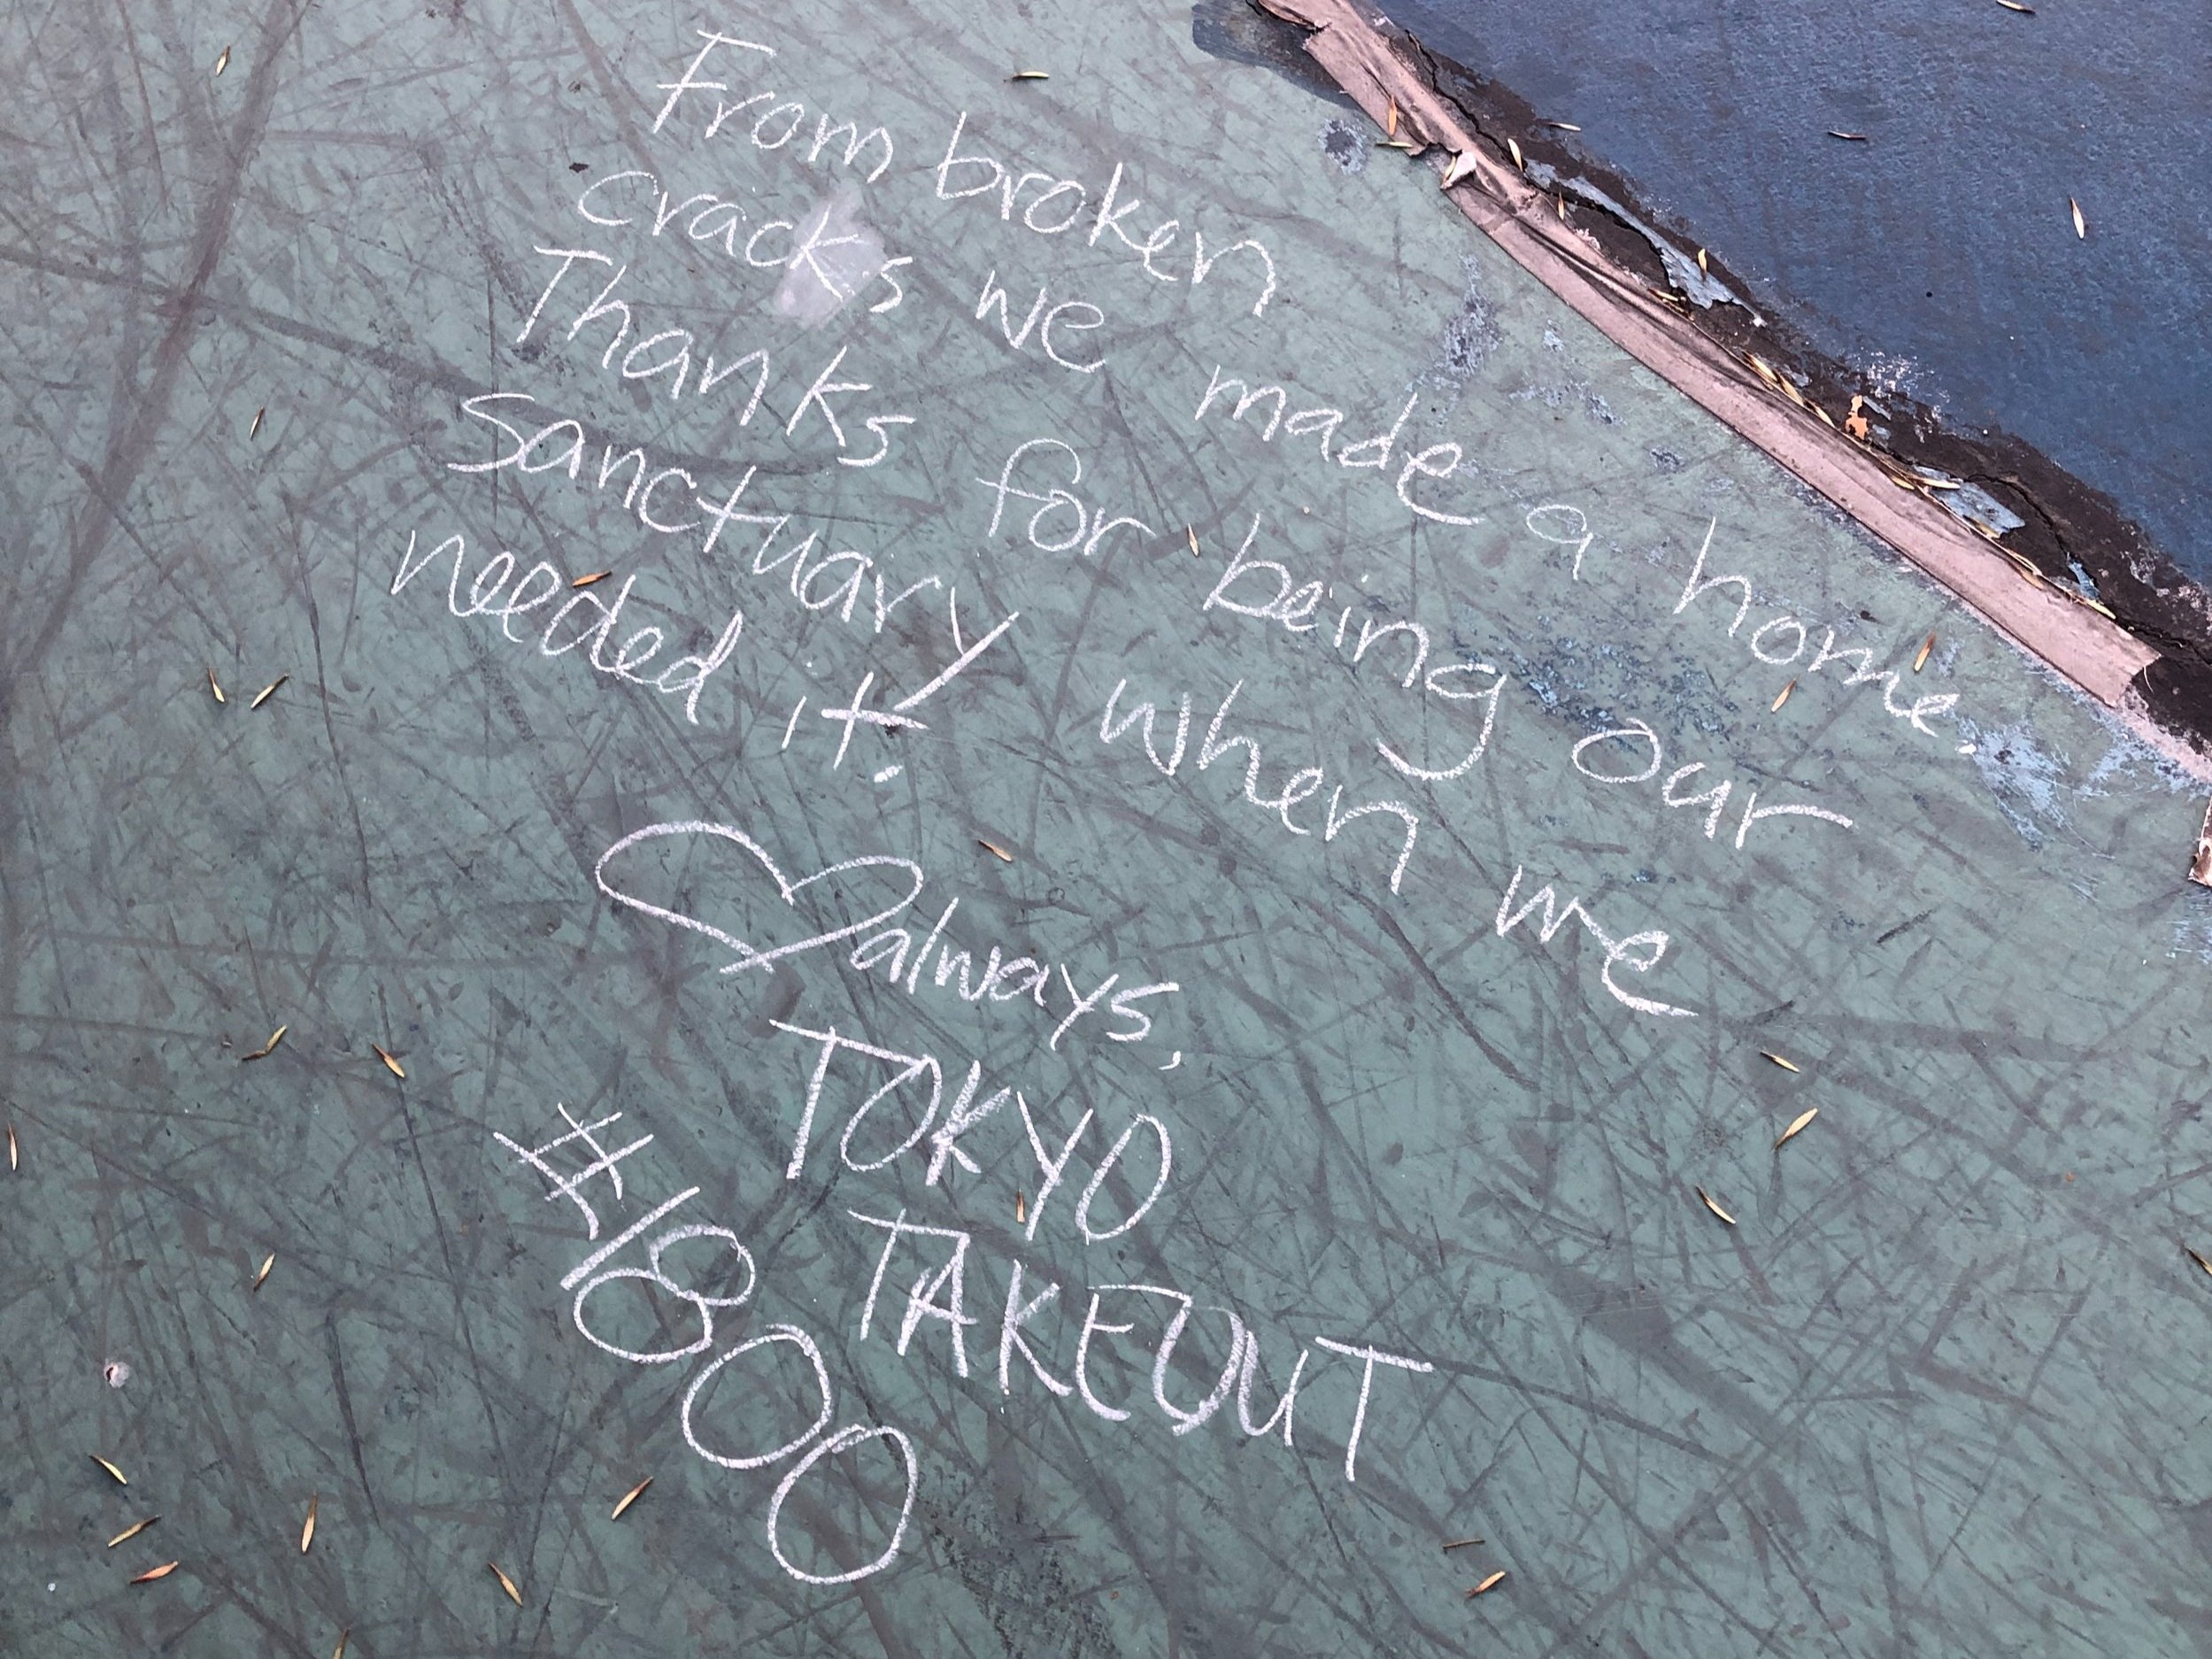 From broken
cracks we made a home.
Thanks for being our
sanctuary when we
needed it.
♡always,
TOKYO
TAKEOUT
#1800